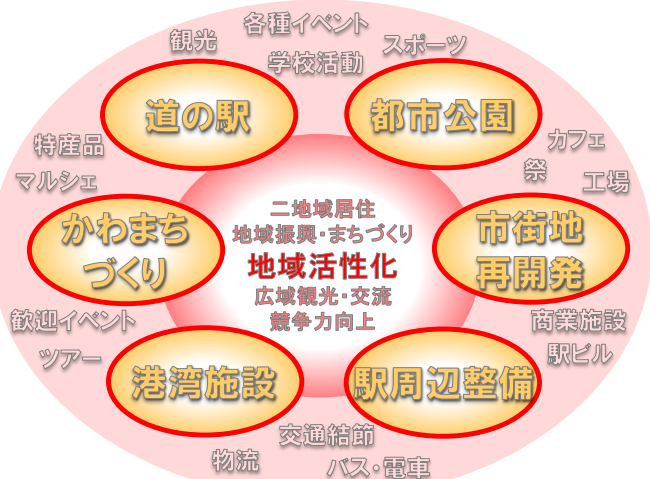 各種イベント
観光
スポーツ
学校活動
道の駅
都市公園
特産品
カフェ
祭
マルシェ
工場
二地域居住
かわまち
づくり
地域振興・まちづくり
市街地
再開発
地域活性化
広域観光・交流
歓迎イベント
競争力向上
商業施設
ツアー
駅ビル
港湾施設
駅周辺整備
交通結節
物流
バス・電車